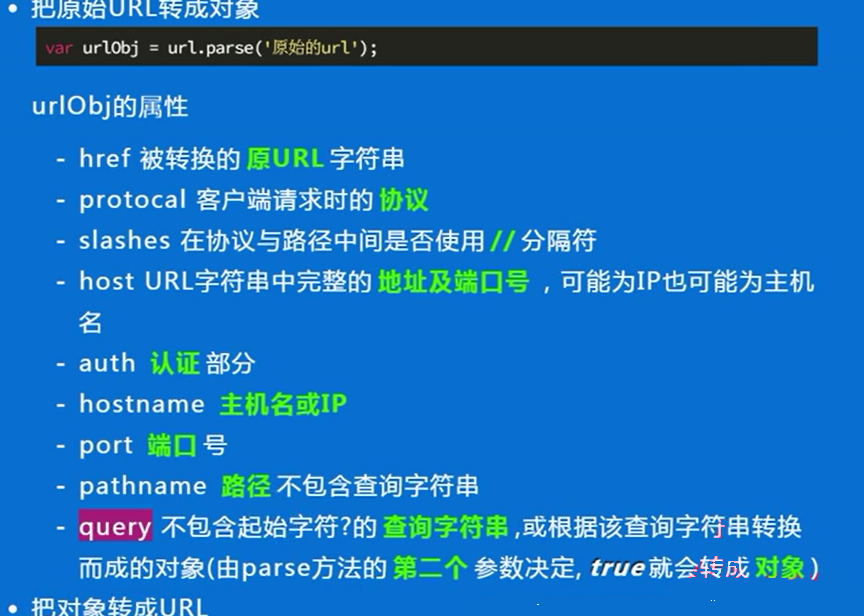 • 把原始URL转成对象
var urlObj = url.parse('原始的url');
urlObj的属性
- href 被转换的 原URL 字符串
- protocal 客户端请求时的 协议
- slashes 在协议与路径中间是否使用 // 分隔符
- host URL字符串中完整的 地址及端口号 ，可能为IP也可能为主机
名
- auth 认证 部分
- hostname 主机名或IP
- port 端口 号
- pathname 路径 不包含查询字符串
- query 不包含起始字符?的 查询字符串 ,或根据该查询字符串转换
而成的对象(由parse方法的 第二个 参数决定, true 就会转成 对象 )
• 把对象转成URL